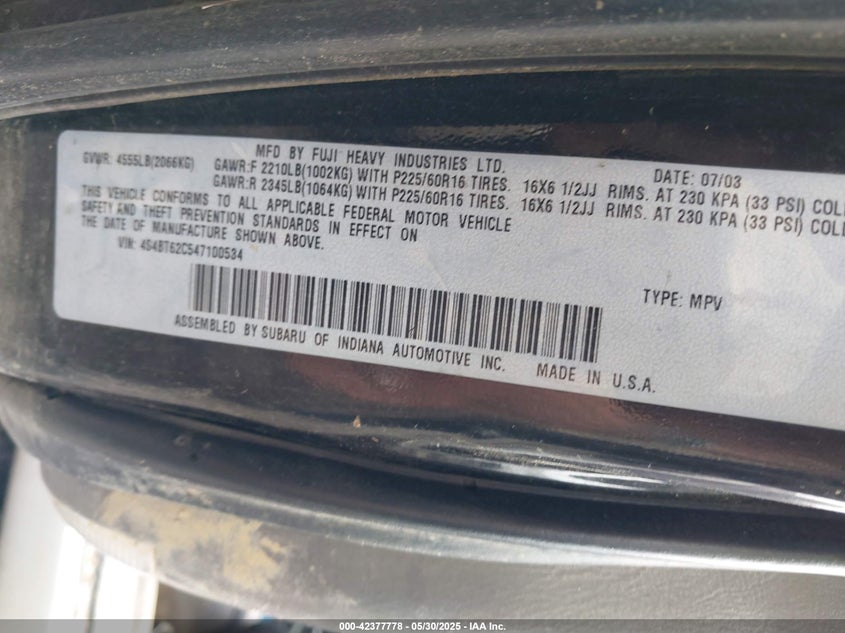 MFD BY FUJI HEAVY INDUSTRIES LTD. DATE: 07/03
GVWR: 4555LB(2066KG) GAWR:F 2210LB(1002KG) WITH P225/60R16 TIRES. 16X6 1/2JJ RIMS. AT 230 KPA (33 PSI) COLD
GAWR:R 2345LB(1064KG) WITH P225/60R16 TIRES. 16X6 1/2JJ RIMS. AT 230 KPA (33 PSI) COLD
THIS VEHICLE CONFORMS TO ALL APPLICABLE FEDERAL MOTOR VEHICLE
SAFETY AND THEFT PREVENTION STANDARDS IN EFFECT ON
THE DATE OF MANUFACTURE SHOWN ABOVE.
VIN: 4S4BT62C547100534
TYPE: MPV
ASSEMBLED BY SUBARU OF INDIANA AUTOMOTIVE INC. MADE IN U.S.A.
000-42377778 - 05/30/2025 - IAA Inc.